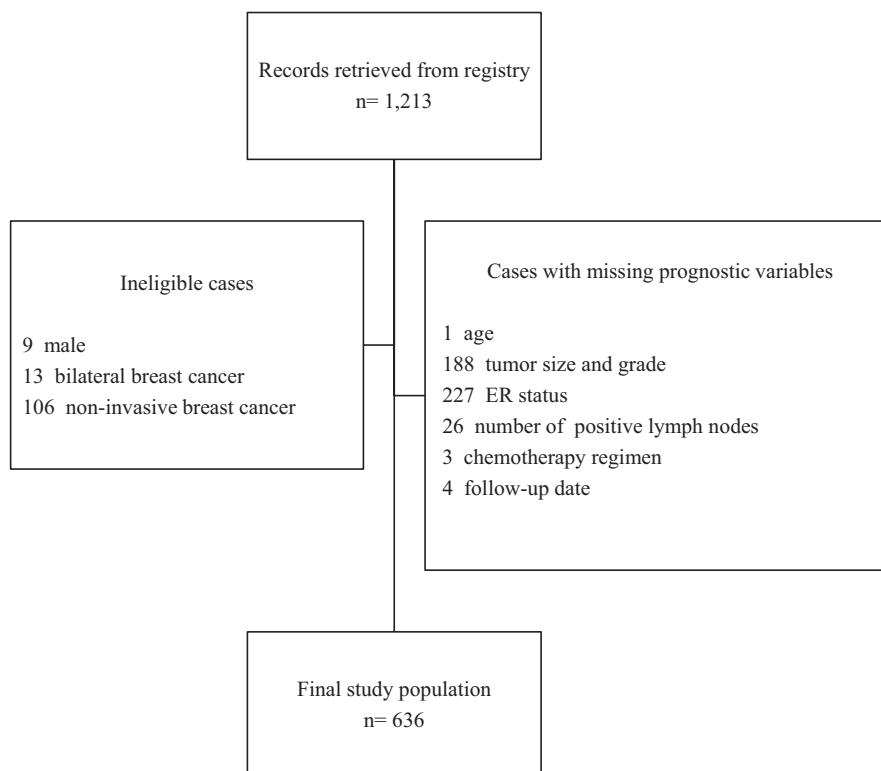 Records retrieved from registry
n= 1,213
Ineligible cases
9 male
13 bilateral breast cancer
106 non-invasive breast cancer
Cases with missing prognostic variables
1 age
188 tumor size and grade
227 ER status
26 number of positive lymph nodes
3 chemotherapy regimen
4 follow-up date
Final study population
n= 636